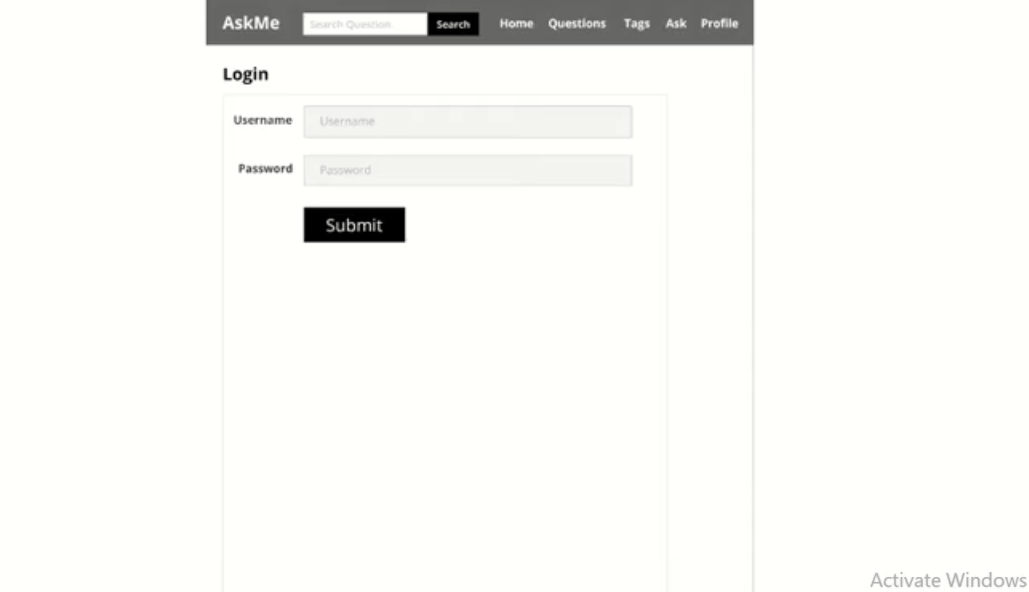 AskMe Search Question... Search Home Questions Tags Ask Profile
Login
Username Username
Password Password
Submit
Activate Windows